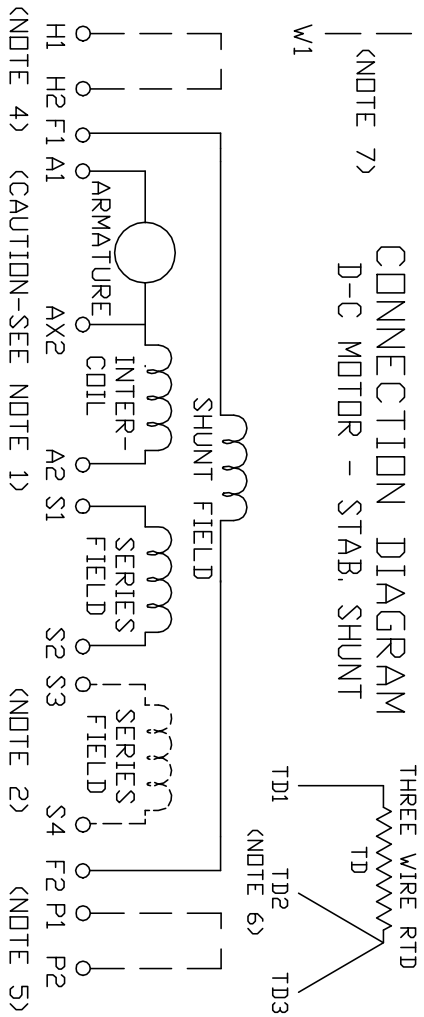 CONNECTION DIAGRAM
D-C MOTOR - STAB. SHUNT
W1
(NOTE 7)
THREE WIRE RTD
TD
TD1
TD2
TD3
(NOTE 6)
SHUNT FIELD
ARMATURE
INTER-
COIL
SERIES
FIELD
SERIES
FIELD
H1 H2 F1 A1 AX2 A2 S1 S2 S3 S4 F2 P1 P2
(NOTE 4) (CAUTION-SEE NOTE 1) (NOTE 2) (NOTE 5)